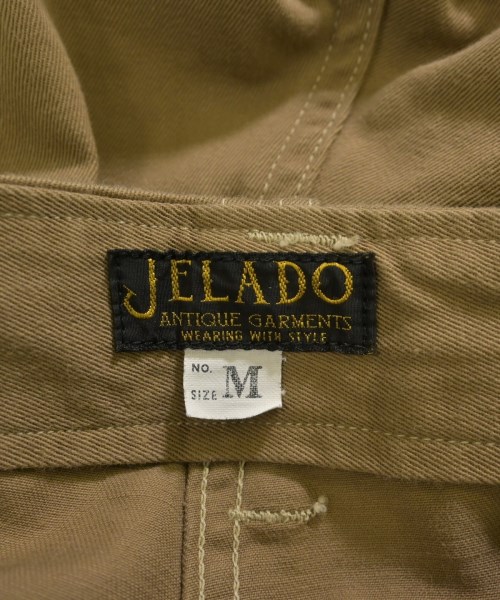 JELADO
ANTIQUE GARMENTS
WEARING WITH STYLE
NO.
SIZE M